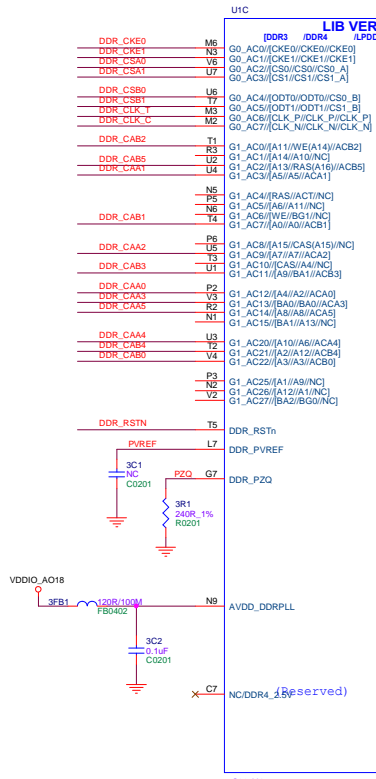 U1C
LIB VER
[DDR3 /DDR4 /LPDD
DDR_CKE0 M6 G0_AC0//[CKE0//CKE0//CKE0]
DDR_CKE1 N3 G0_AC1//[CKE1//CKE1//CKE1]
DDR_CSA0 V6 G0_AC2//[CS0//CS0//CS0_A]
DDR_CSA1 U7 G0_AC3//[CS1//CS1//CS1_A]
DDR_CSB0 U6 G0_AC4//[ODT0//ODT0//CS0_B]
DDR_CSB1 T7 G0_AC5//[ODT1//ODT1//CS1_B]
DDR_CLK_T M3 G0_AC6//[CLK_P//CLK_P//CLK_P]
DDR_CLK_C M2 G0_AC7//[CLK_N//CLK_N//CLK_N]
DDR_CAB2 T1 G1_AC0//[A11//WE(A14)//ACB2]
R3 G1_AC1//[A14//A10//NC]
DDR_CAB5 U2 G1_AC2//[A13//RAS(A16)//ACB5]
DDR_CAA1 U4 G1_AC3//[A5//A5//ACA1]
N5 G1_AC4//[RAS//ACT//NC]
P5 G1_AC5//[A6//A11//NC]
N6 G1_AC6//[WE//BG1//NC]
DDR_CAB1 T4 G1_AC7//[A0//A0//ACB1]
P6 G1_AC8//[A15//CAS(A15)//NC]
DDR_CAA2 U5 G1_AC9//[A7//A7//ACA2]
T3 G1_AC10//[CAS//A4//NC]
DDR_CAB3 U1 G1_AC11//[A9//BA1//ACB3]
DDR_CAA0 P2 G1_AC12//[A4//A2//ACA0]
DDR_CAA3 V3 G1_AC13//[BA0//BA0//ACA3]
DDR_CAA5 R2 G1_AC14//[A8//A8//ACA5]
N1 G1_AC15//[BA1//A13//NC]
DDR_CAA4 U3 G1_AC20//[A10//A6//ACA4]
DDR_CAB4 T2 G1_AC21//[A2//A12//ACB4]
DDR_CAB0 V4 G1_AC22//[A3//A3//ACB0]
P3 G1_AC25//[A1//A9//NC]
N2 G1_AC26//[A12//A1//NC]
V2 G1_AC27//[BA2//BG0//NC]
DDR_RSTN T5 DDR_RSTn
PVREF L7 DDR_PVREF
3C1
NC
C0201
PZQ G7 DDR_PZQ
3R1
240R_1%
R0201
VDDIO_AO18
3FB1 120R/100M N9 AVDD_DDRPLL
FB0402
3C2
0.1uF
C0201
C7 NC/DDR4_2.5V (Reserved)